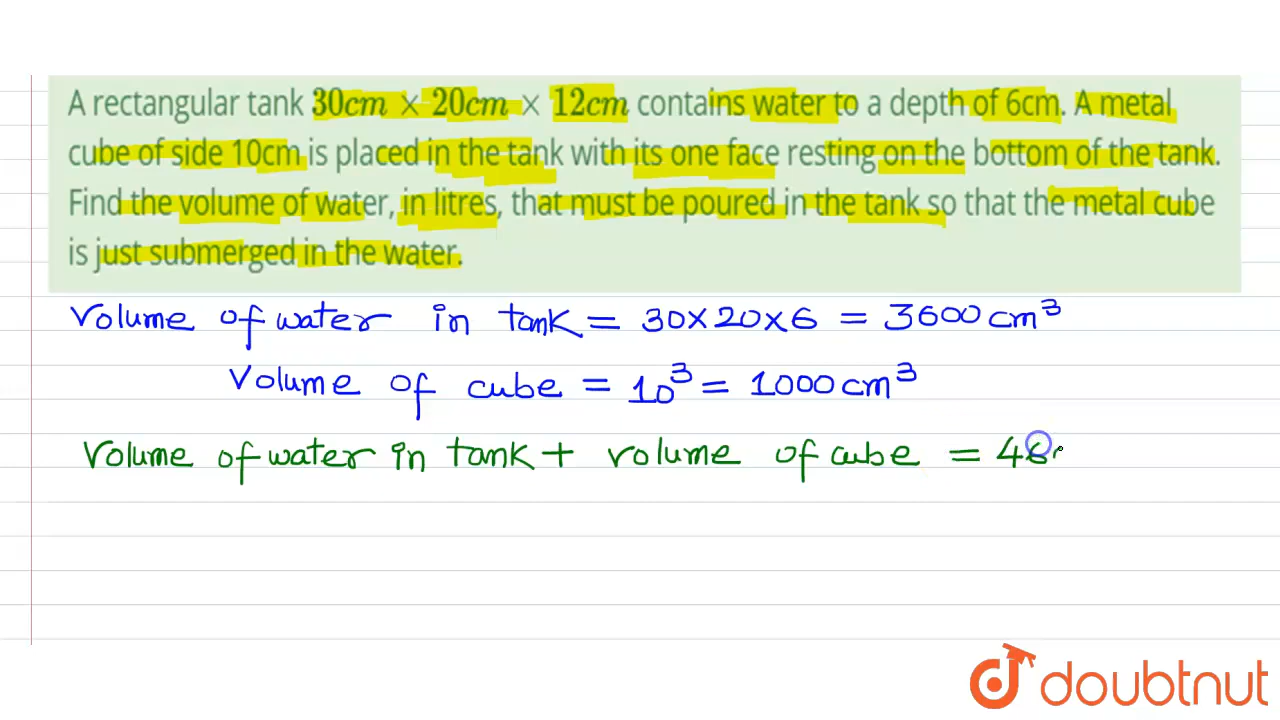 A rectangular tank 30cm × 20cm × 12cm contains water to a depth of 6cm. A metal
cube of side 10cm is placed in the tank with its one face resting on the bottom of the tank.
Find the volume of water, in litres, that must be poured in the tank so that the metal cube
is just submerged in the water.
Volume of water in tank = 30×20×6 = 3600 cm³
Volume of cube = 10³ = 1000 cm³
Volume of water in tank + volume of cube = 46
doubtnut